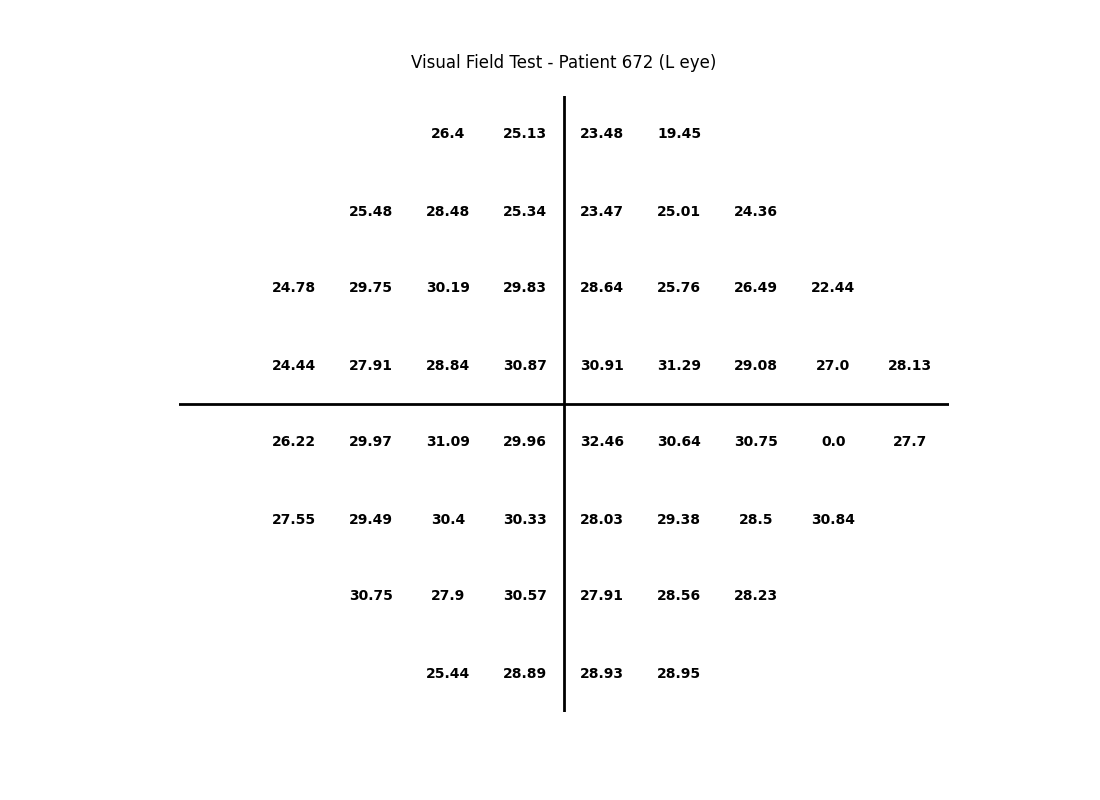 Visual Field Test - Patient 672 (L eye)
26.4 25.13 23.48 19.45
25.48 28.48 25.34 23.47 25.01 24.36
24.78 29.75 30.19 29.83 28.64 25.76 26.49 22.44
24.44 27.91 28.84 30.87 30.91 31.29 29.08 27.0 28.13
26.22 29.97 31.09 29.96 32.46 30.64 30.75 0.0 27.7
27.55 29.49 30.4 30.33 28.03 29.38 28.5 30.84
30.75 27.9 30.57 27.91 28.56 28.23
25.44 28.89 28.93 28.95